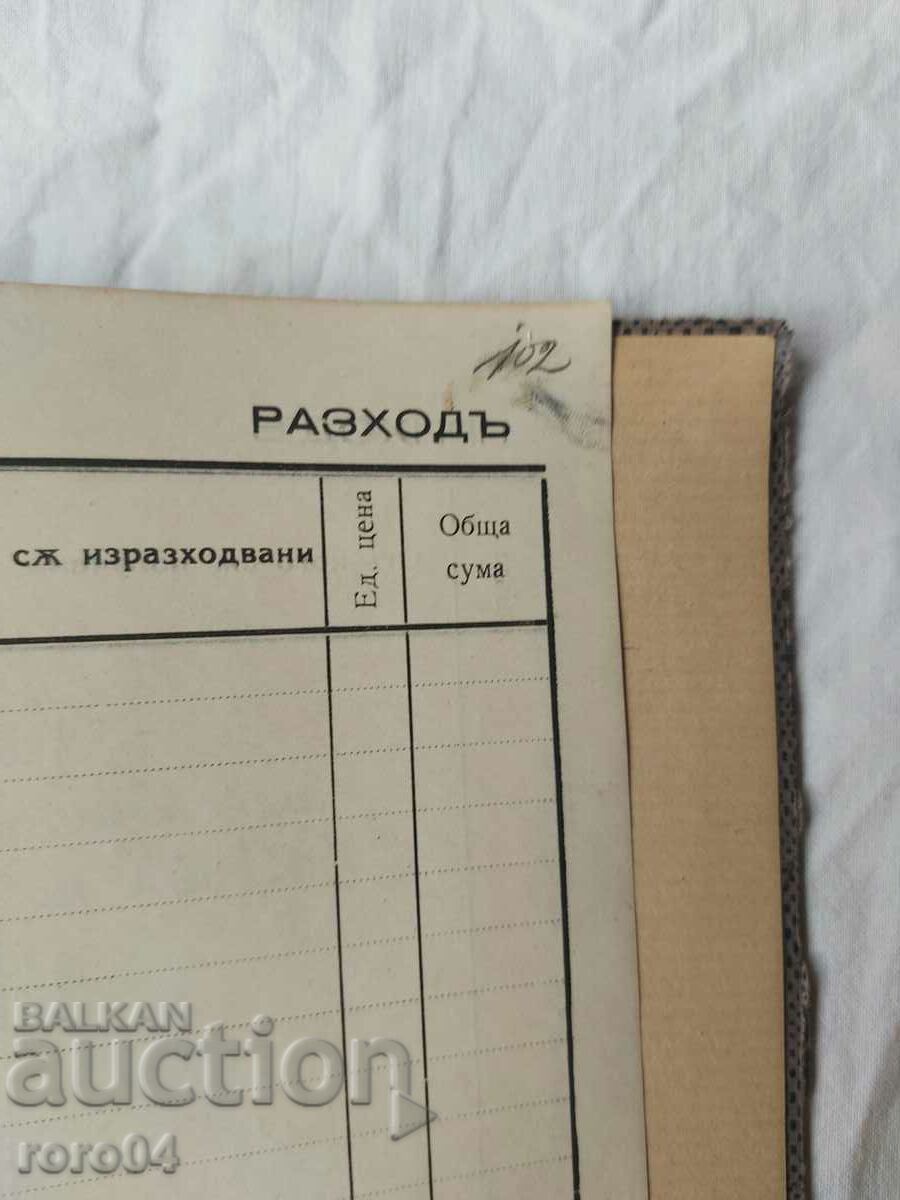 102
РАЗХОДЪ
сѫ изразходвани
Ед. цена
Обща
сума
BALKAN
auction
roro04